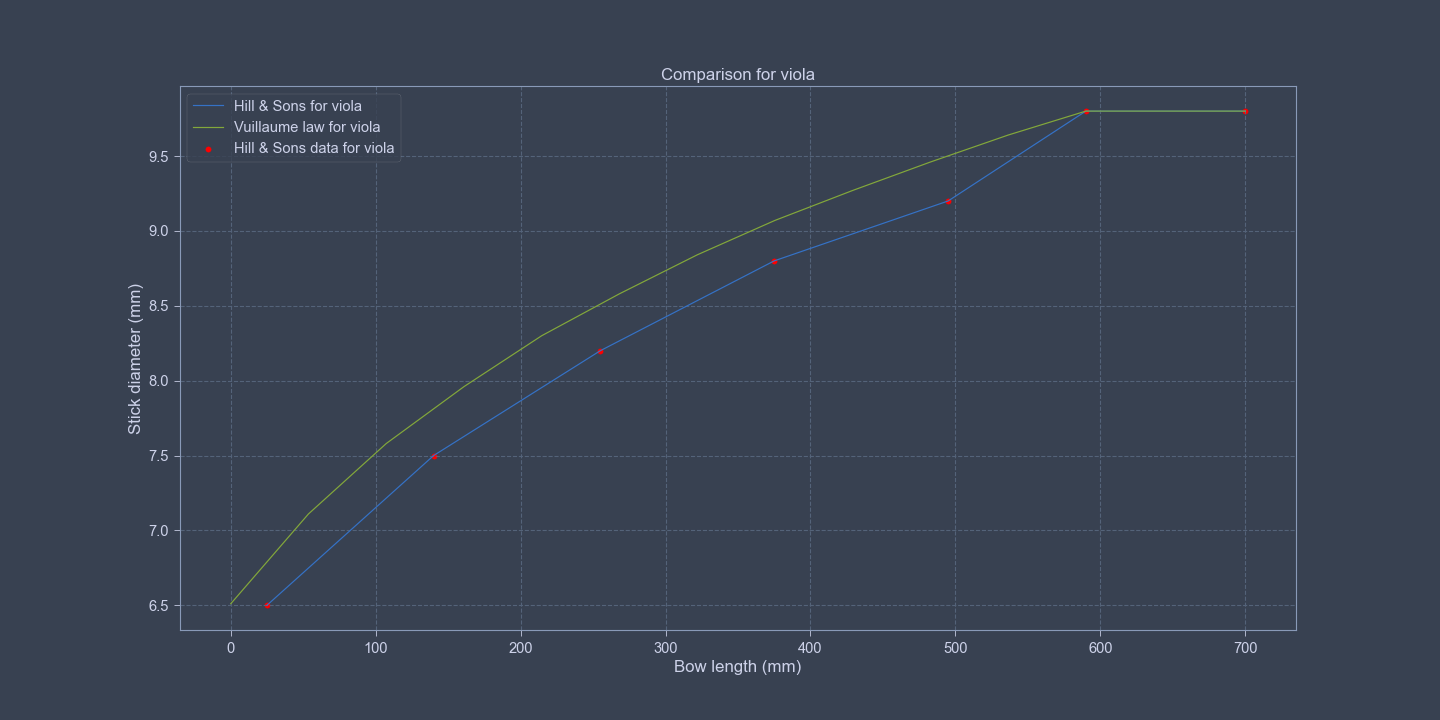 Comparison for viola
Hill & Sons for viola
Vuillaume law for viola
Hill & Sons data for viola
9.5
9.0
8.5
8.0
7.5
7.0
6.5
Stick diameter (mm)
0 100 200 300 400 500 600 700
Bow length (mm)